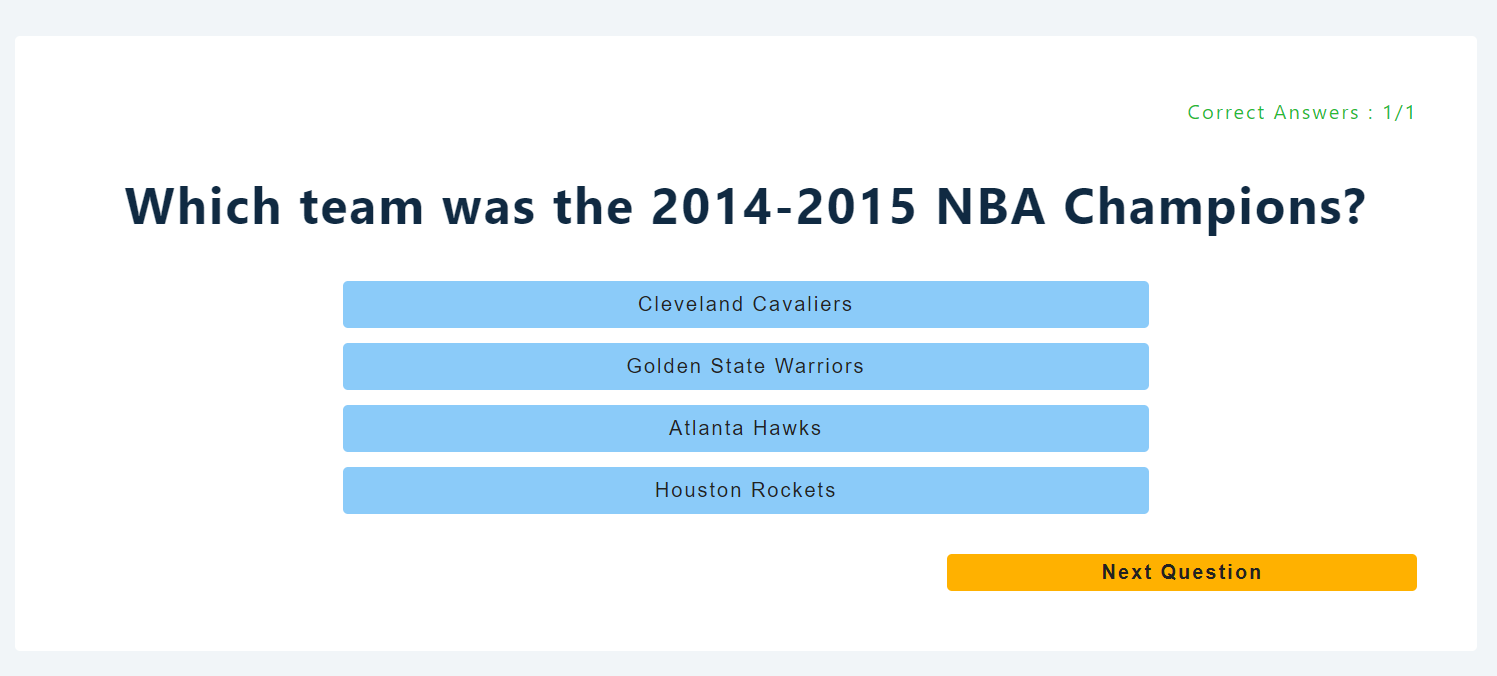 Correct Answers : 1/1
Which team was the 2014-2015 NBA Champions?
Cleveland Cavaliers
Golden State Warriors
Atlanta Hawks
Houston Rockets
Next Question